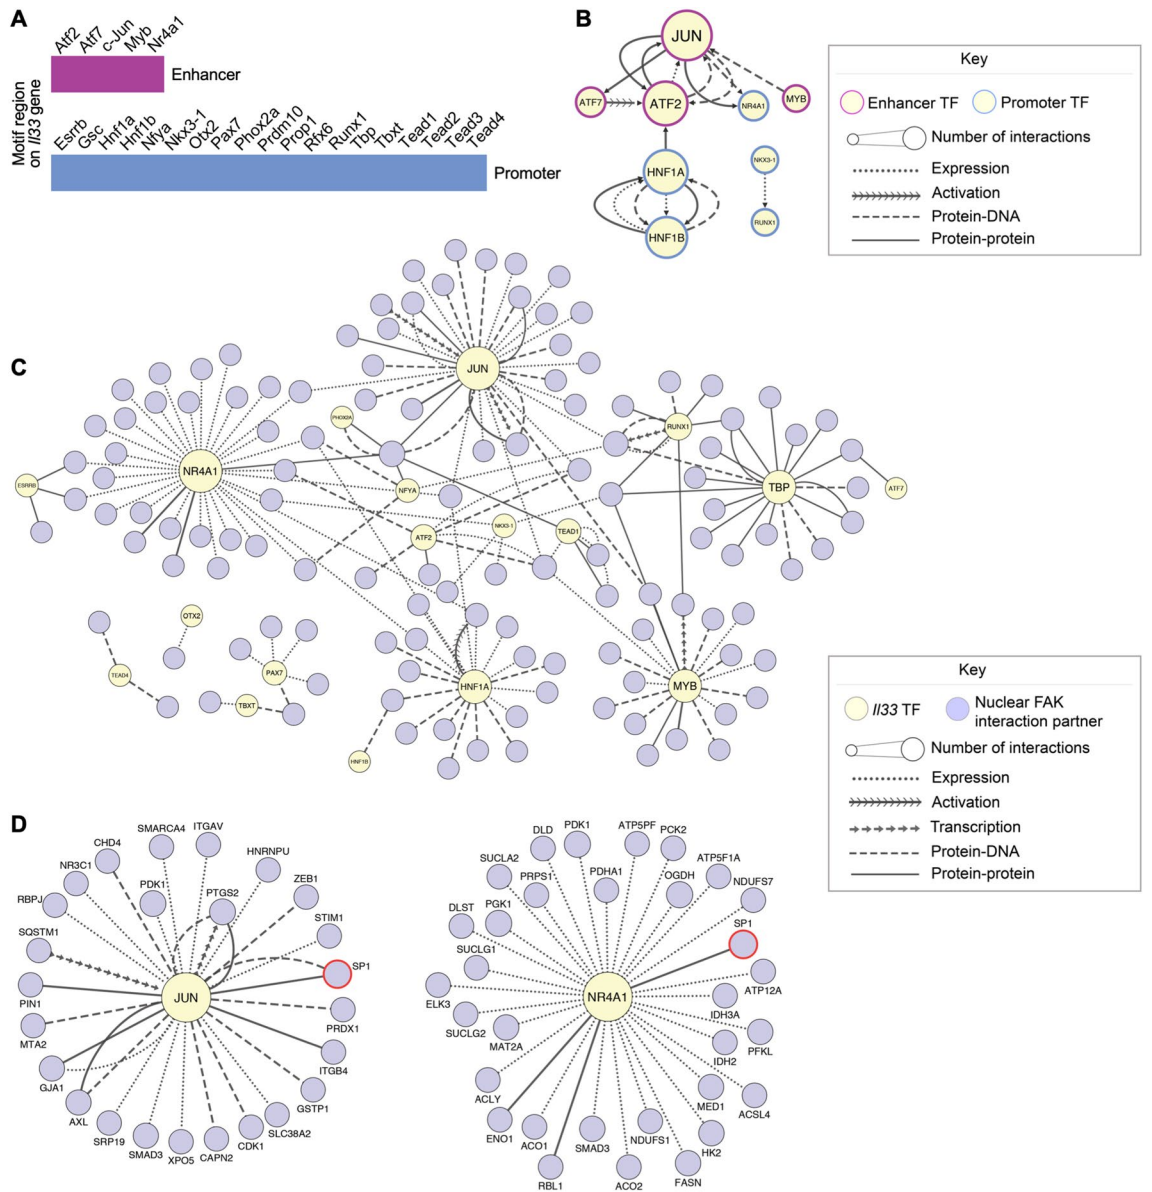 A
Atf2
Atf7
c-Jun
Myb
Nr4a1
Motif region
on Il33 gene
Enhancer
Esrrb
Gsc
Hnf1a
Hnf1b
Nfya
Nkx3-1
Otx2
Pax7
Phox2a
Prdm10
Prop1
Rfx6
Runx1
Tbp
Tbxt
Tead1
Tead2
Tead3
Tead4
Promoter
B
JUN
ATF7
ATF2
NR4A1
MYB
HNF1A
NKX3-1
HNF1B
RUNX1
Key
Enhancer TF
Promoter TF
Number of interactions
Expression
Activation
Protein-DNA
Protein-protein
C
JUN
PHOX2A
RUNX1
NR4A1
ESRRB
NFYA
TBP
ATF7
NKX3-1
ATF2
TEAD1
OTX2
TEAD4
PAX7
TBXT
HNF1A
MYB
HNF1B
Key
Il33 TF
Nuclear FAK
interaction partner
Number of interactions
Expression
Activation
Transcription
Protein-DNA
Protein-protein
D
SMARCA4
ITGAV
CHD4
HNRNPU
NR3C1
PDK1
PTGS2
ZEB1
RBPJ
STIM1
SQSTM1
SP1
PIN1
JUN
PRDX1
MTA2
ITGB4
GJA1
GSTP1
AXL
SLC38A2
SRP19
CDK1
SMAD3
CAPN2
XPO5
DLD
PDK1
ATP5PF
PCK2
SUCLA2
ATP5F1A
PRPS1
PDHA1
OGDH
NDUFS7
DLST
PGK1
SP1
SUCLG1
ATP12A
ELK3
NR4A1
IDH3A
SUCLG2
MAT2A
PFKL
IDH2
ACLY
MED1
ACSL4
ENO1
ACO1
SMAD3
NDUFS1
HK2
RBL1
ACO2
FASN